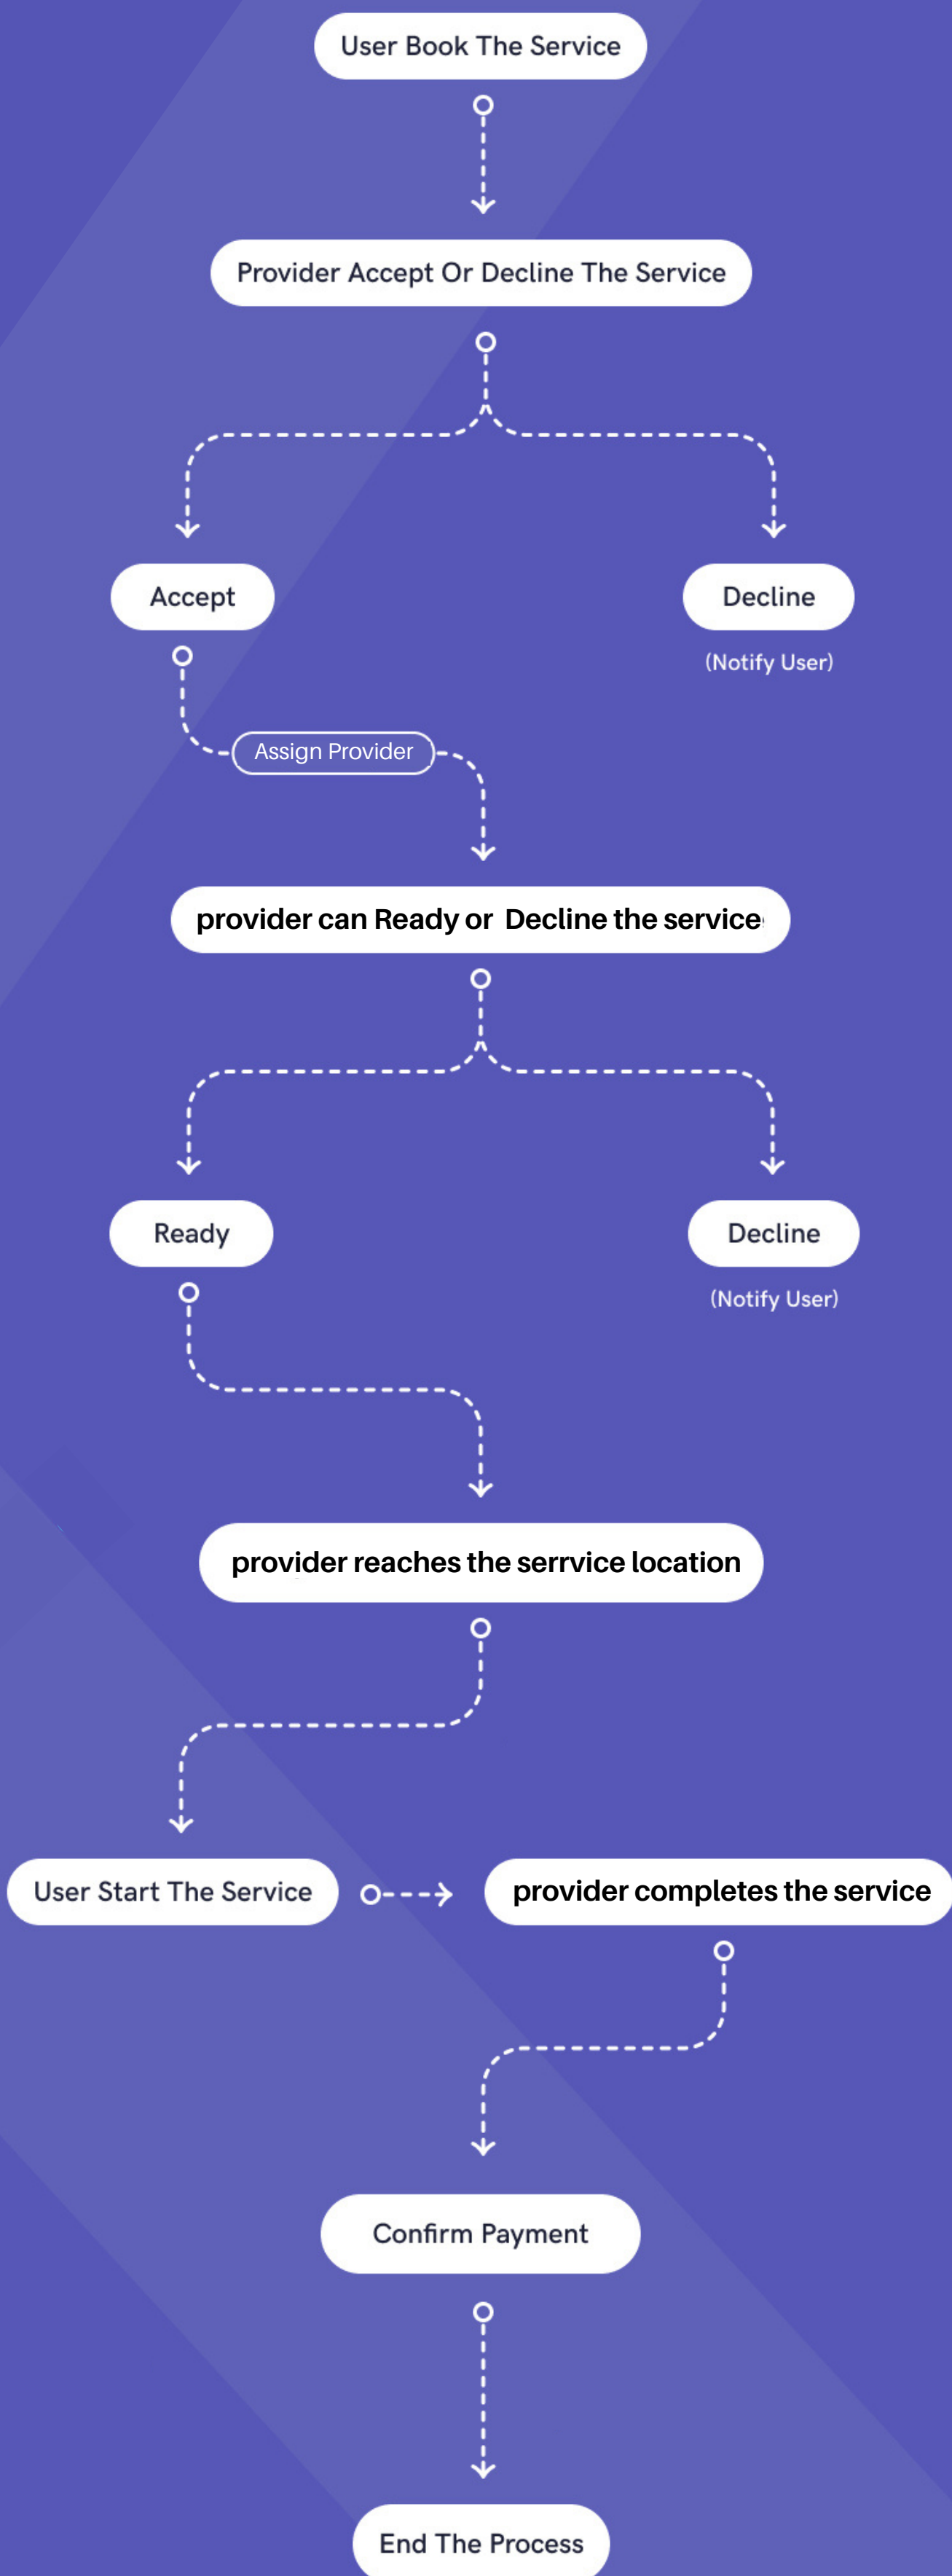 User Book The Service
Provider Accept Or Decline The Service
Accept
Decline
(Notify User)
Assign Provider
provider can Ready or Decline the service
Ready
Decline
(Notify User)
provider reaches the serrvice location
User Start The Service
provider completes the service
Confirm Payment
End The Process